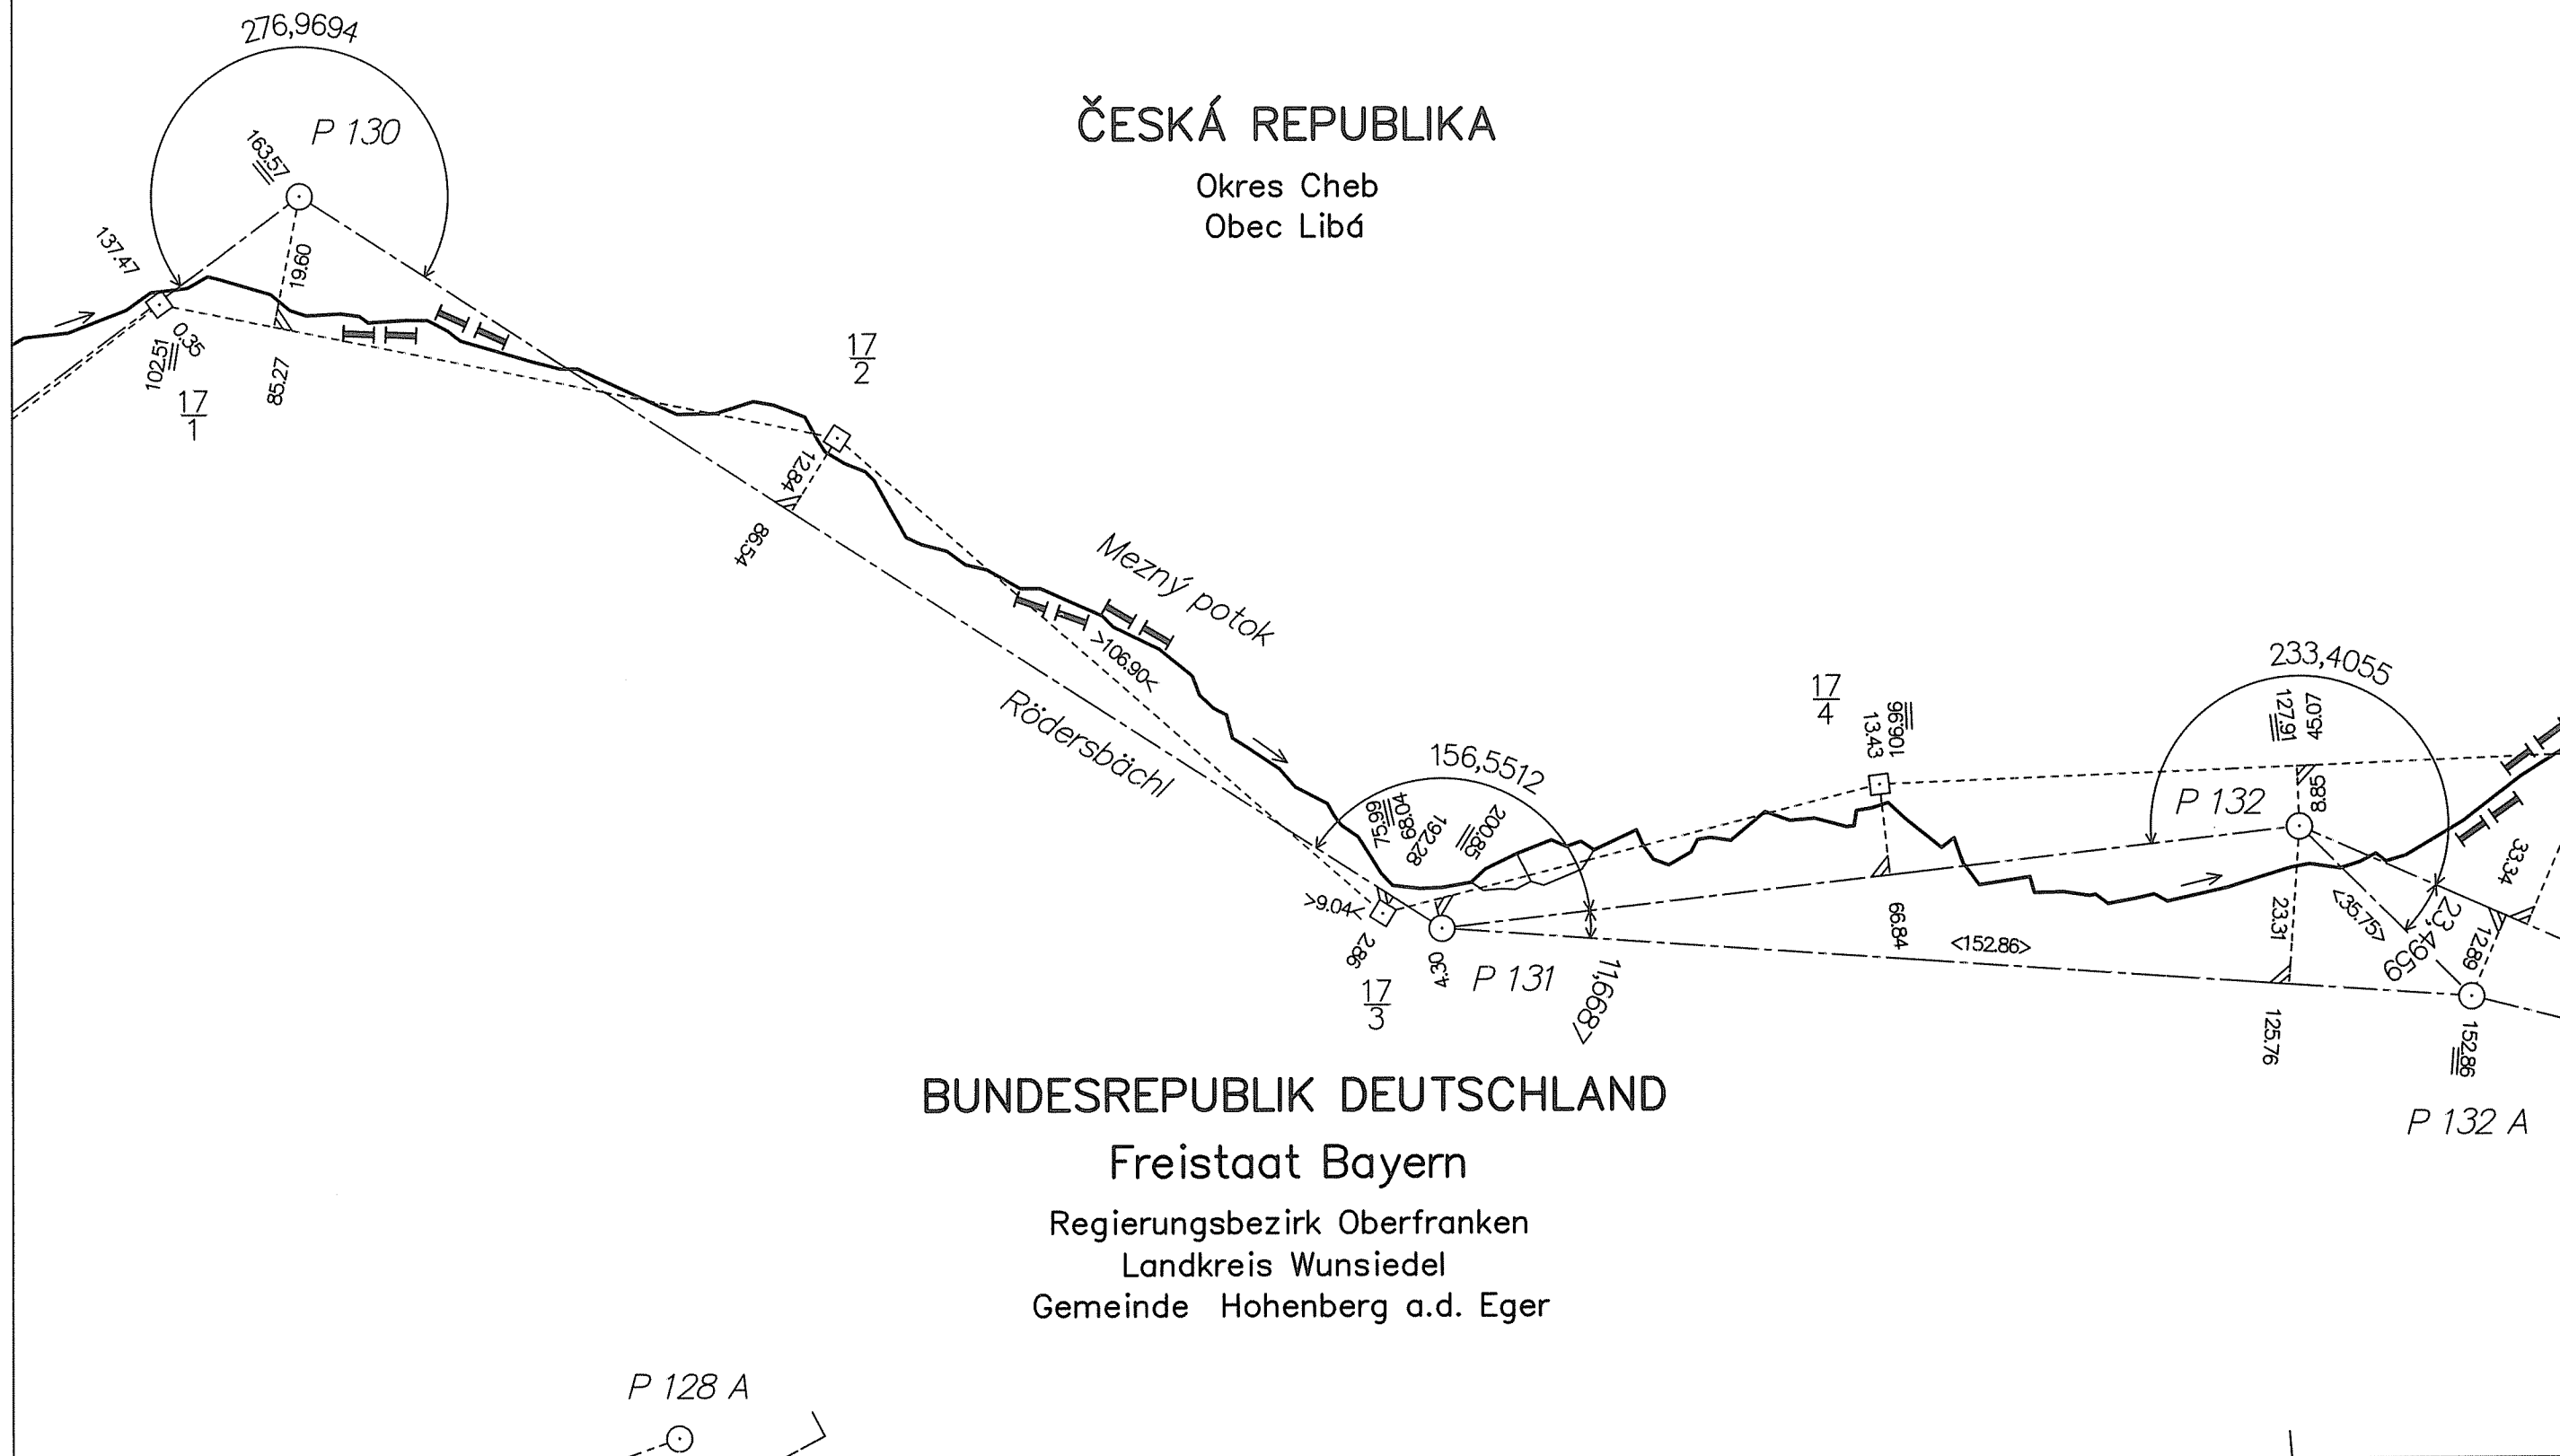 276,9694
P 130
163.57
ČESKÁ REPUBLIKA
Okres Cheb
Obec Libá
137.47
19.60
0.35
102.51
85.27
17
1
17
2
12.84
86.54
Mezný potok
>106.90<
Rödersbächl
233,4055
127.91
45.07
17
4
13.43
106.96
156,5512
P 132
8.85
75.99
68.04
192.28
200.85
33.34
>9.04<
2.86
4.30
P 131
17
3
11,6687
66.84
<152.86>
23.31
<35.75>
23,4959
12.89
125.76
152.86
P 132 A
BUNDESREPUBLIK DEUTSCHLAND
Freistaat Bayern
Regierungsbezirk Oberfranken
Landkreis Wunsiedel
Gemeinde Hohenberg a.d. Eger
P 128 A